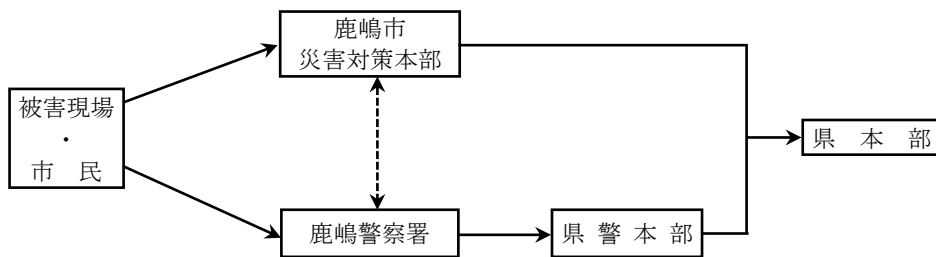 鹿嶋市
災害対策本部
被害現場
・
市　民
県　本　部
鹿嶋警察署
県 警 本 部